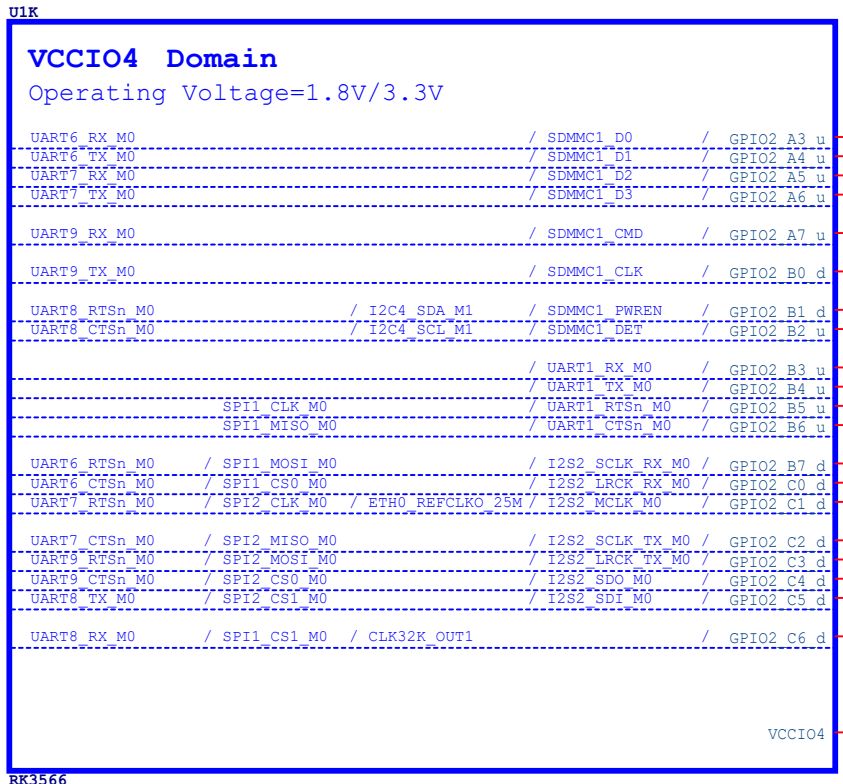 U1K
VCCIO4 Domain
Operating Voltage=1.8V/3.3V
UART6_RX_M0 / SDMMC1_D0 / GPIO2_A3_u
UART6_TX_M0 / SDMMC1_D1 / GPIO2_A4_u
UART7_RX_M0 / SDMMC1_D2 / GPIO2_A5_u
UART7_TX_M0 / SDMMC1_D3 / GPIO2_A6_u
UART9_RX_M0 / SDMMC1_CMD / GPIO2_A7_u
UART9_TX_M0 / SDMMC1_CLK / GPIO2_B0_d
UART8_RTSn_M0 / I2C4_SDA_M1 / SDMMC1_PWREN / GPIO2_B1_d
UART8_CTSn_M0 / I2C4_SCL_M1 / SDMMC1_DET / GPIO2_B2_u
/ UART1_RX_M0 / GPIO2_B3_u
/ UART1_TX_M0 / GPIO2_B4_u
SPI1_CLK_M0 / UART1_RTSn_M0 / GPIO2_B5_u
SPI1_MISO_M0 / UART1_CTSn_M0 / GPIO2_B6_u
UART6_RTSn_M0 / SPI1_MOSI_M0 / I2S2_SCLK_RX_M0 / GPIO2_B7_d
UART6_CTSn_M0 / SPI1_CS0_M0 / I2S2_LRCK_RX_M0 / GPIO2_C0_d
UART7_RTSn_M0 / SPI2_CLK_M0 / ETH0_REFCLKO_25M / I2S2_MCLK_M0 / GPIO2_C1_d
UART7_CTSn_M0 / SPI2_MISO_M0 / I2S2_SCLK_TX_M0 / GPIO2_C2_d
UART9_RTSn_M0 / SPI2_MOSI_M0 / I2S2_LRCK_TX_M0 / GPIO2_C3_d
UART9_CTSn_M0 / SPI2_CS0_M0 / I2S2_SDO_M0 / GPIO2_C4_d
UART8_TX_M0 / SPI2_CS1_M0 / I2S2_SDI_M0 / GPIO2_C5_d
UART8_RX_M0 / SPI1_CS1_M0 / CLK32K_OUT1 / GPIO2_C6_d
VCCIO4
RK3566